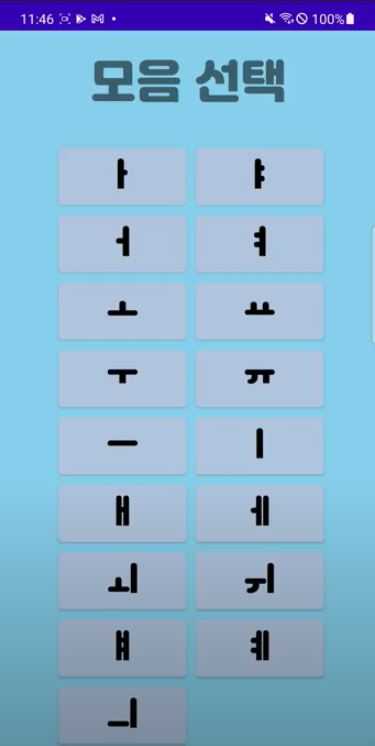 11:46
100%
모음 선택
ㅏ ㅑ
ㅓ ㅕ
ㅗ ㅛ
ㅜ ㅠ
ㅡ ㅣ
ㅐ ㅔ
ㅚ ㅟ
ㅒ ㅖ
ㅢ